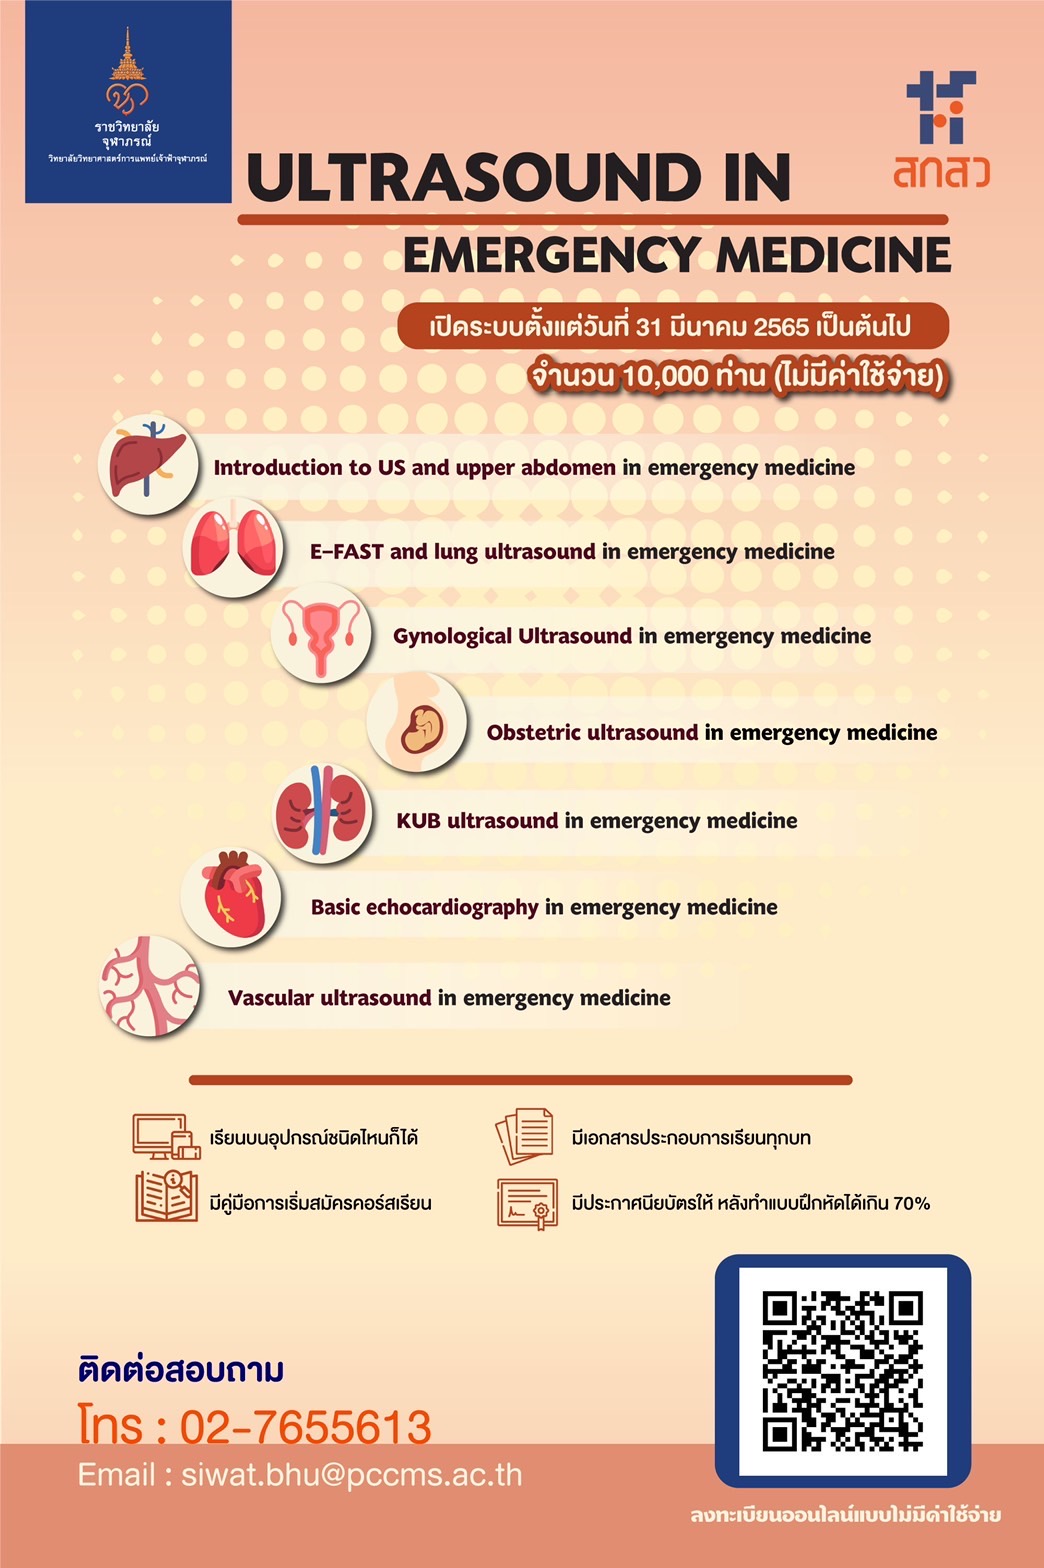 ราชวิทยาลัย
จุฬาภรณ์
วิทยาลัยวิทยาศาสตร์การแพทย์เจ้าฟ้าจุฬาภรณ์
สกสว
ULTRASOUND IN
EMERGENCY MEDICINE
เปิดระบบตั้งแต่วันที่ 31 มีนาคม 2565 เป็นต้นไป
จำนวน 10,000 ท่าน (ไม่มีค่าใช้จ่าย)
Introduction to US and upper abdomen in emergency medicine
E-FAST and lung ultrasound in emergency medicine
Gynological Ultrasound in emergency medicine
Obstetric ultrasound in emergency medicine
KUB ultrasound in emergency medicine
Basic echocardiography in emergency medicine
Vascular ultrasound in emergency medicine
เรียนบนอุปกรณ์ชนิดไหนก็ได้
มีเอกสารประกอบการเรียนทุกบท
มีคู่มือการเริ่มสมัครคอร์สเรียน
มีประกาศนียบัตรให้ หลังทำแบบฝึกหัดได้เกิน 70%
ติดต่อสอบถาม
โทร : 02-7655613
Email : siwat.bhu@pccms.ac.th
ลงทะเบียนออนไลน์แบบไม่มีค่าใช้จ่าย